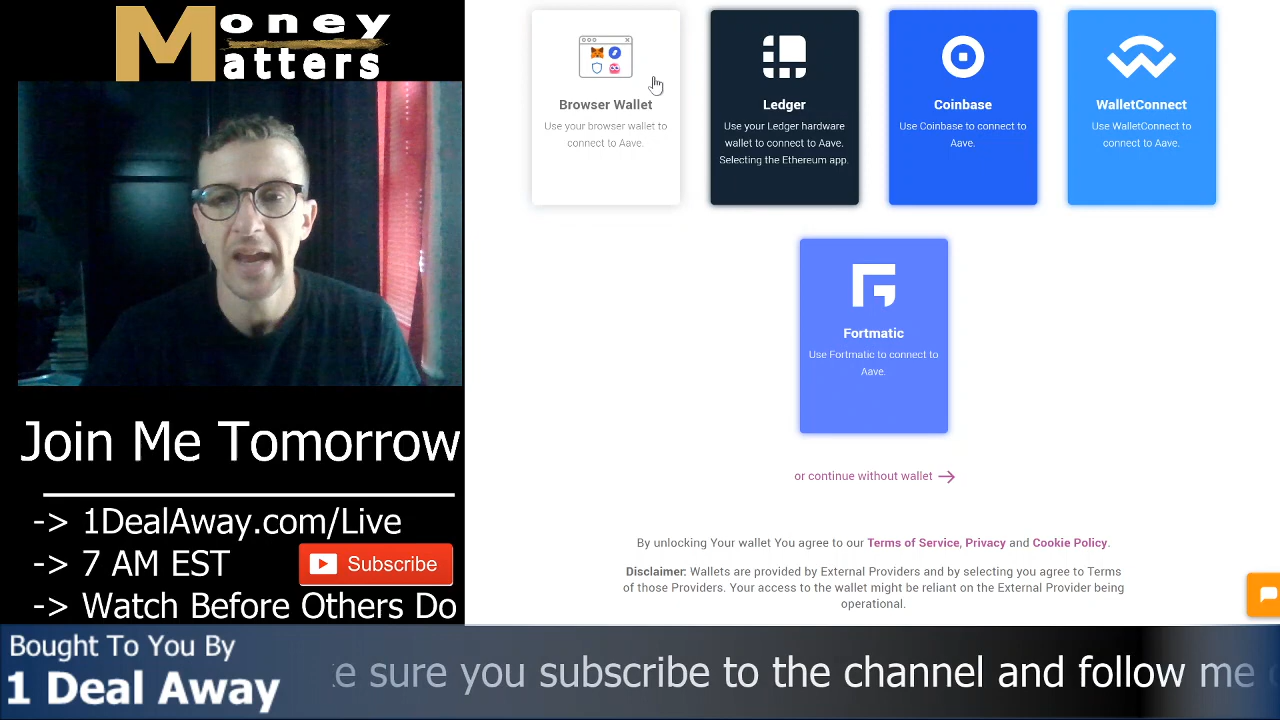 Money
Matters
Join Me Tomorrow
-> 1DealAway.com/Live
-> 7 AM EST
Subscribe
-> Watch Before Others Do
Browser Wallet
Use your browser wallet to
connect to Aave.
Ledger
Use your Ledger hardware
wallet to connect to Aave.
Selecting the Ethereum app.
Coinbase
Use Coinbase to connect to
Aave.
WalletConnect
Use WalletConnect to
connect to Aave.
Fortmatic
Use Fortmatic to connect to
Aave.
or continue without wallet
By unlocking Your wallet You agree to our Terms of Service, Privacy and Cookie Policy.
Disclaimer: Wallets are provided by External Providers and by selecting you agree to Terms
of those Providers. Your access to the wallet might be reliant on the External Provider being
operational.
Bought To You By
1 Deal Away
sure you subscribe to the channel and follow me